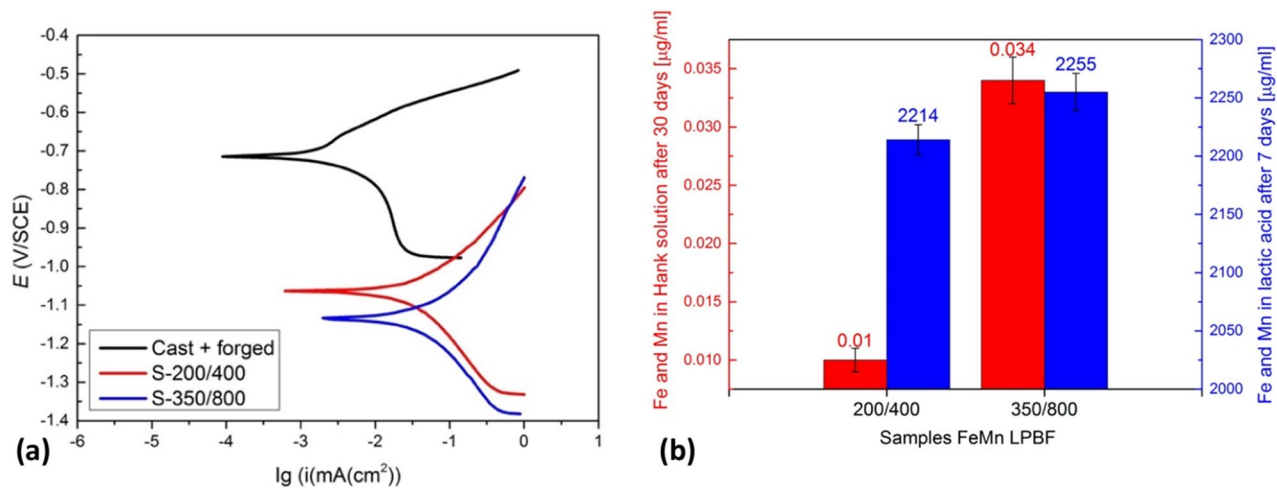 -0.4
-0.5
-0.6
-0.7
-0.8
-0.9
-1.0
-1.1
-1.2
-1.3
-1.4
E (V/SCE)
Cast + forged
S-200/400
S-350/800
-6 -5 -4 -3 -2 -1 0 1
lg (i(mA(cm²))
(a)
Fe and Mn in Hank solution after 30 days [µg/ml]
0.035
0.030
0.025
0.020
0.015
0.010
0.034
2255
2214
0.01
2300
2250
2200
2150
2100
2050
2000
Fe and Mn in lactic acid after 7 days [µg/ml]
200/400 350/800
Samples FeMn LPBF
(b)